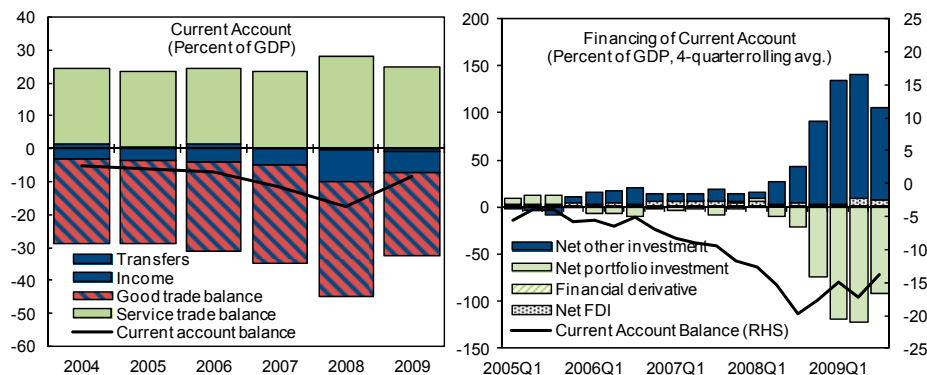 Current Account
(Percent of GDP)
40
30
20
10
0
-10
-20
-30
-40
-50
-60
Transfers
Income
Good trade balance
Service trade balance
Current account balance
2004 2005 2006 2007 2008 2009
Financing of Current Account
(Percent of GDP, 4-quarter rolling avg.)
200
150
100
50
0
-50
-100
-150
25
20
15
10
5
0
-5
-10
-15
-20
-25
Net other investment
Net portfolio investment
Financial derivative
Net FDI
Current Account Balance (RHS)
2005Q1 2006Q1 2007Q1 2008Q1 2009Q1